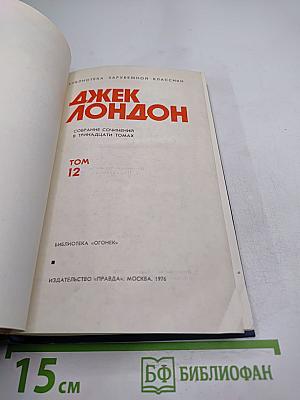 БИБЛИОТЕКА ЗАРУБЕЖНОЙ КЛАССИКИ
ДЖЕК
ЛОНДОН
СОБРАНИЕ СОЧИНЕНИЙ
В ТРИНАДЦАТИ ТОМАХ
ТОМ
12
БИБЛИОТЕКА «ОГОНЕК»
ИЗДАТЕЛЬСТВО «ПРАВДА». МОСКВА. 1976
15 СМ
БФ БИБЛИОФАН